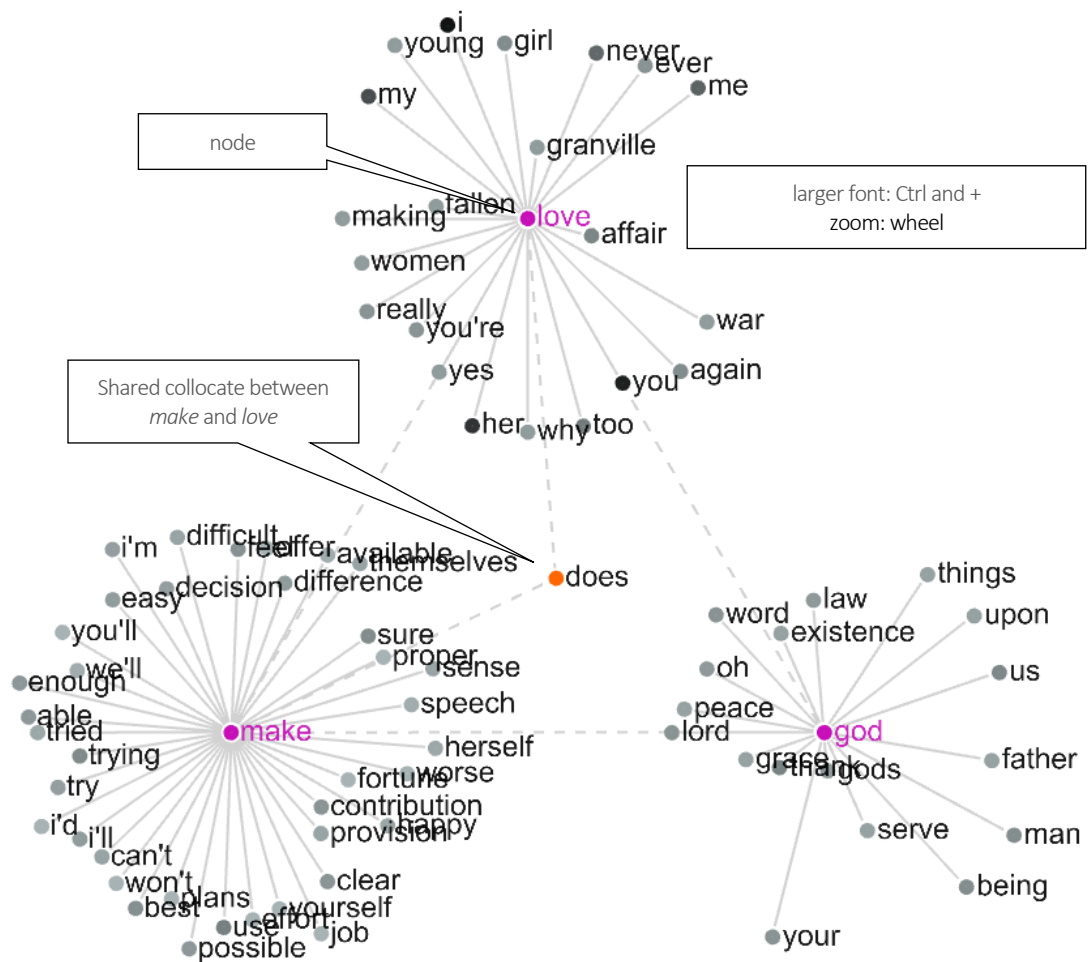 i
young
girl
never
ever
my
me
node
granville
larger font: Ctrl and +
zoom: wheel
fallen
making
love
affair
women
really
you're
war
Shared collocate between
make and love
yes
you
again
her
why
too
difficult
i'm
feel
differ
available
themselves
does
decision
difference
easy
you'll
sure
we'll
proper
sense
enough
speech
able
tried
make
trying
herself
worse
try
fortune
contribution
happy
i'd
i'll
provision
can't
won't
clear
plans
best
yourself
effort
use
job
possible
things
law
word
upon
existence
oh
us
peace
lord
god
grace
thank
gods
father
serve
man
being
your